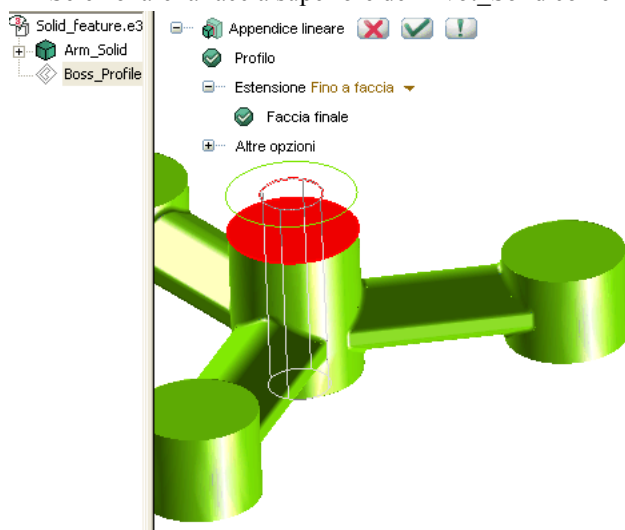 Solid_feature.e3
Arm_Solid
Boss_Profile
Appendice lineare
Profilo
Estensione Fino a faccia
Faccia finale
Altre opzioni